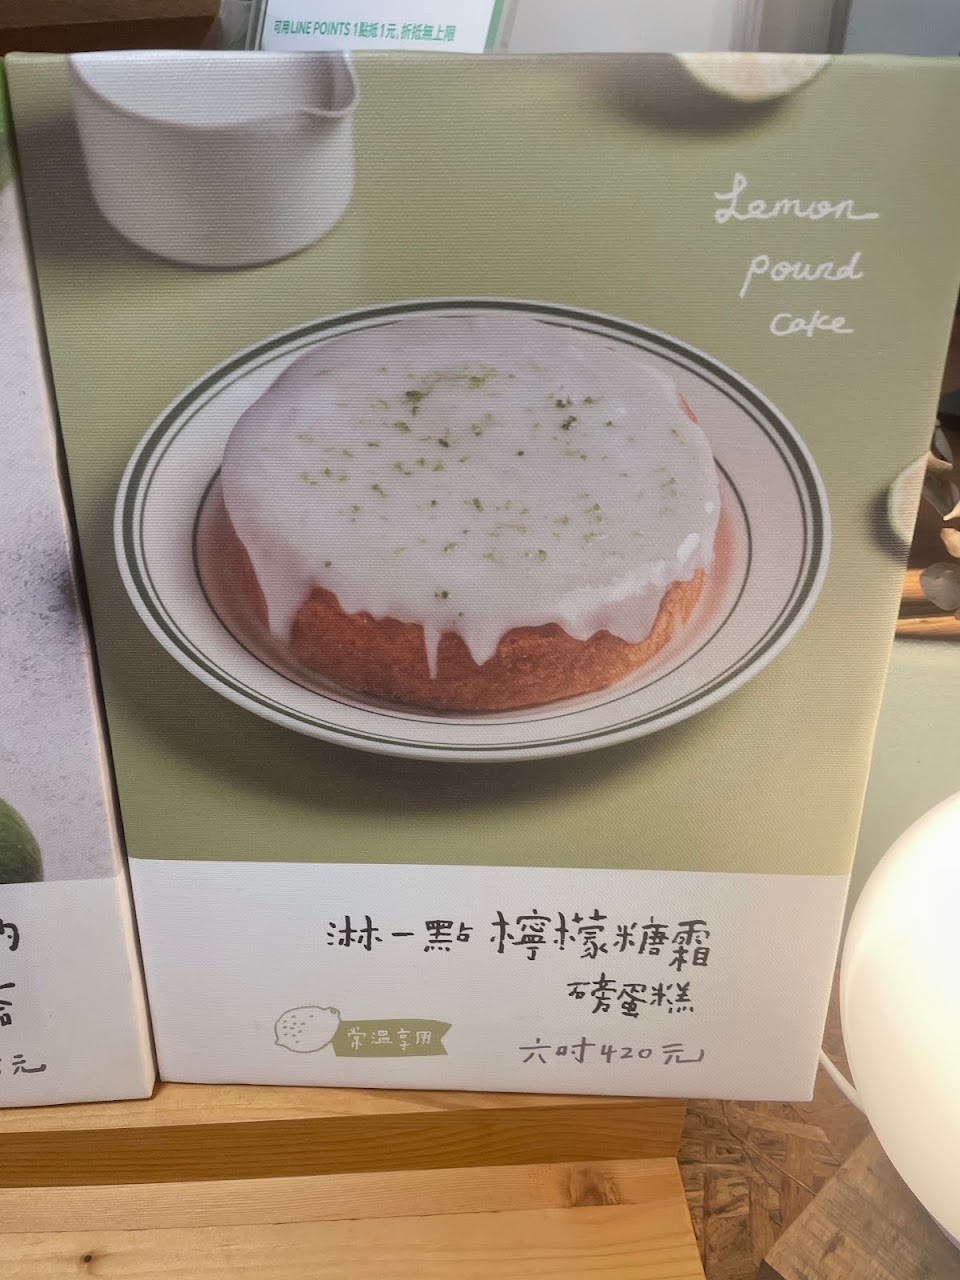 可用LINE POINTS 1點抵1元,折抵無上限
Lemon
pound
cake
淋一點 檸檬糖霜
磅蛋糕
常溫享用
六吋420元
元